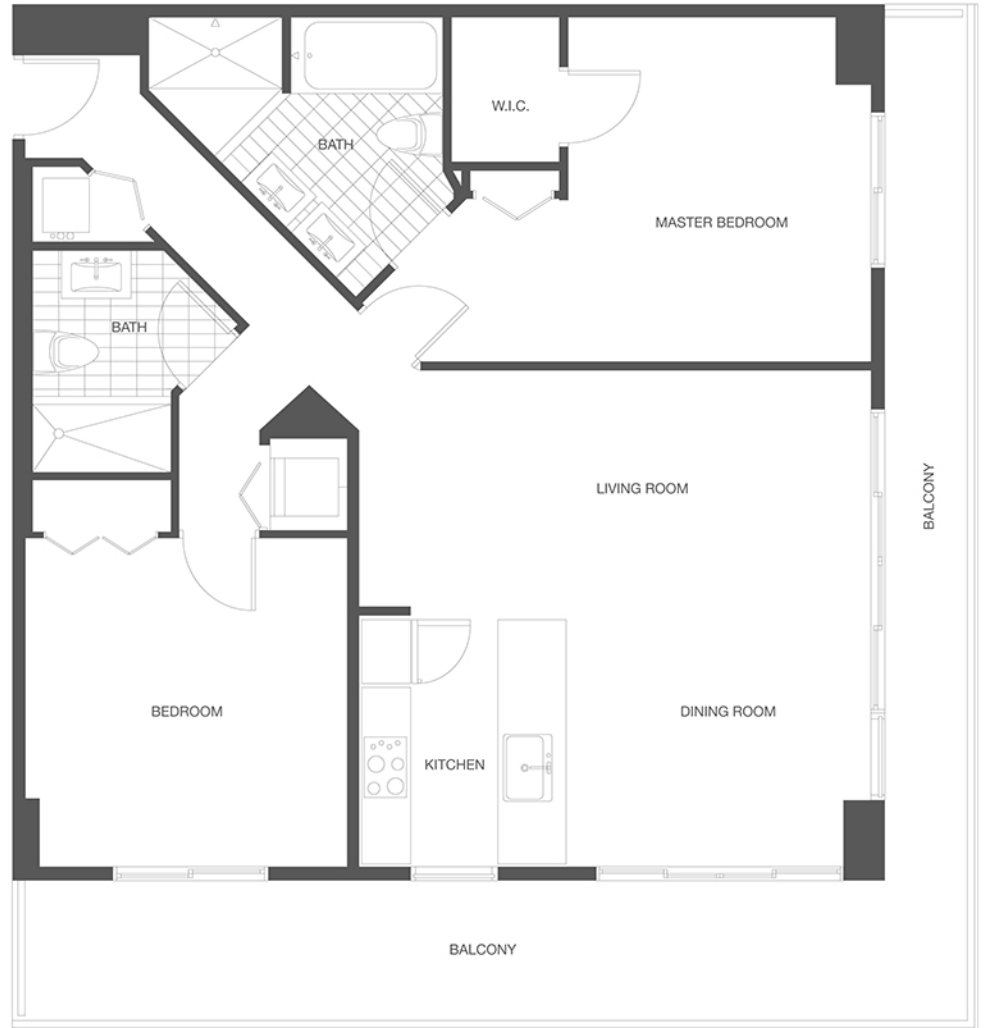 W.I.C.
BATH
MASTER BEDROOM
BATH
LIVING ROOM
BALCONY
BEDROOM
DINING ROOM
KITCHEN
BALCONY